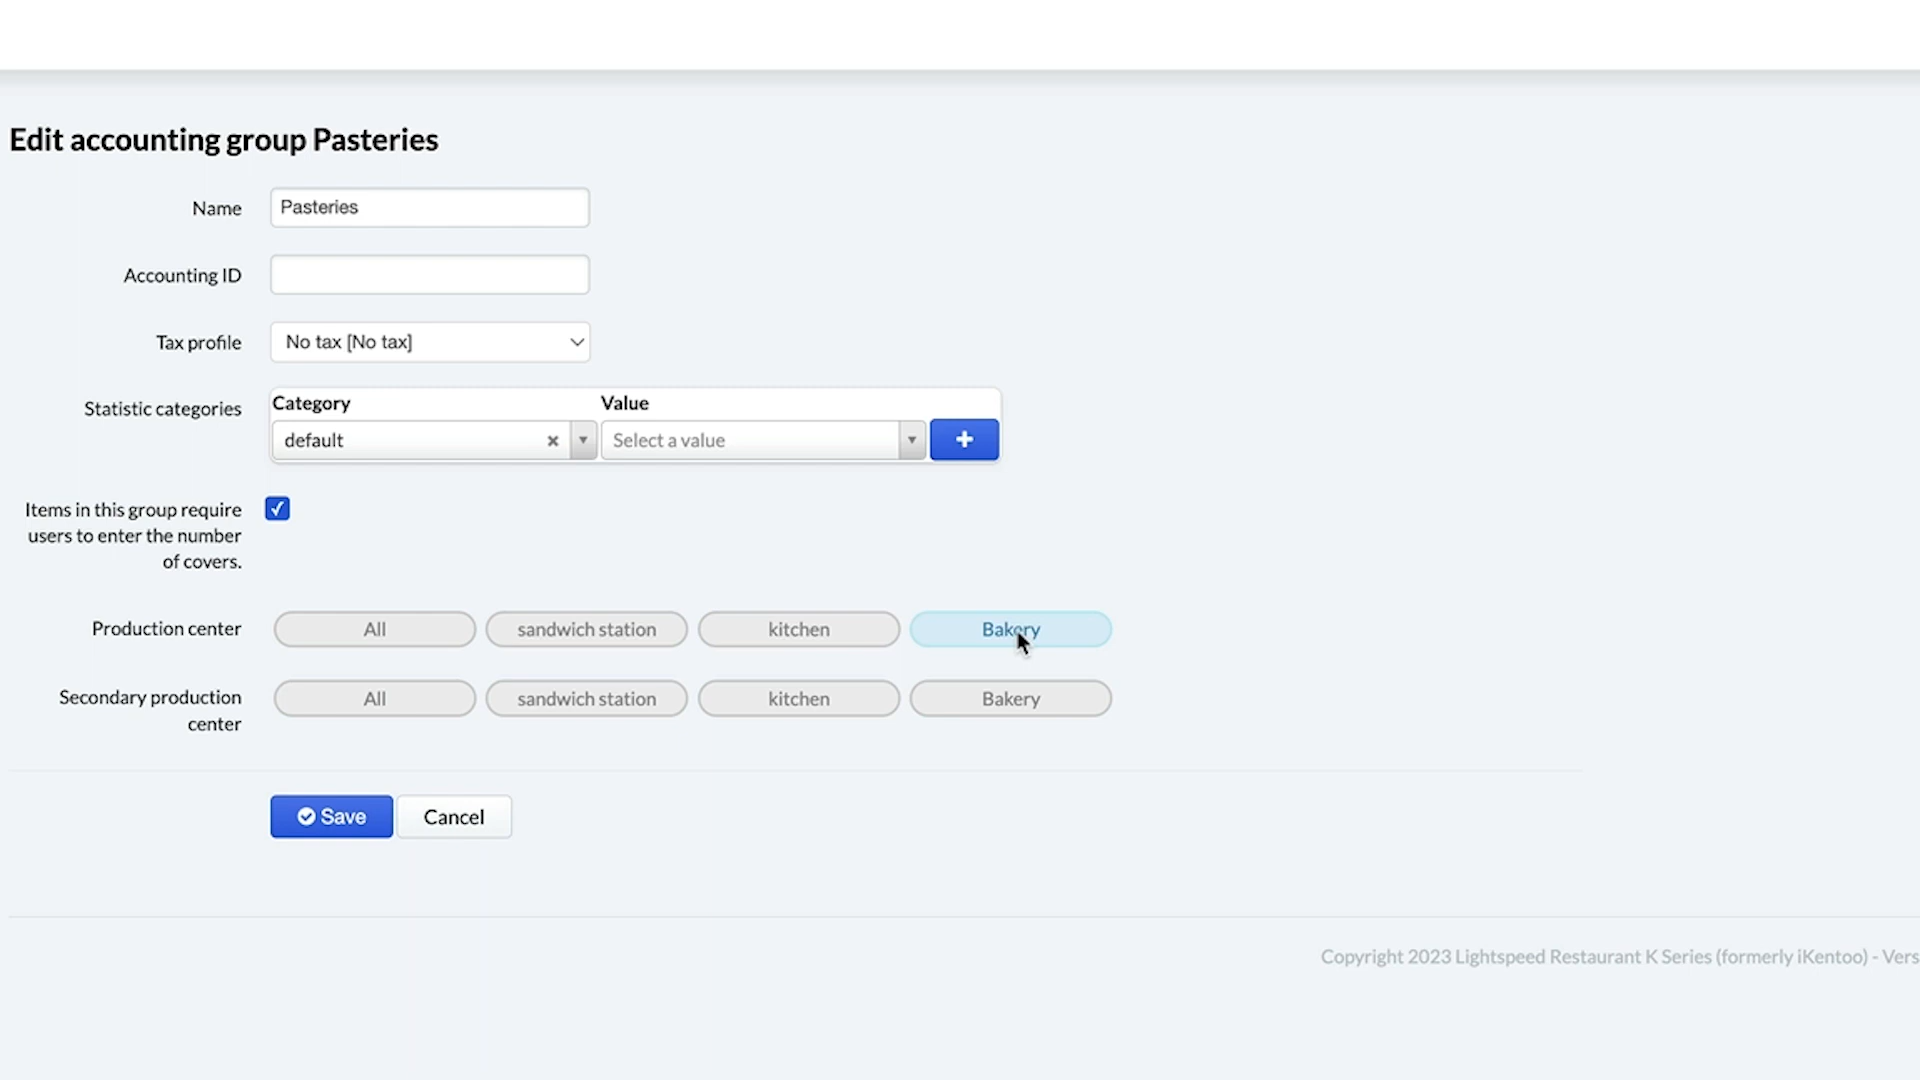 Edit accounting group Pasteries
Name
Pasteries
Accounting ID
Tax profile
No tax [No tax]
Statistic categories
Category
Value
default
Select a value
Items in this group require
users to enter the number
of covers.
Production center
All
sandwich station
kitchen
Bakery
Secondary production
center
All
sandwich station
kitchen
Bakery
Save
Cancel
Copyright 2023 Lightspeed Restaurant K Series (formerly iKentoo) - Vers